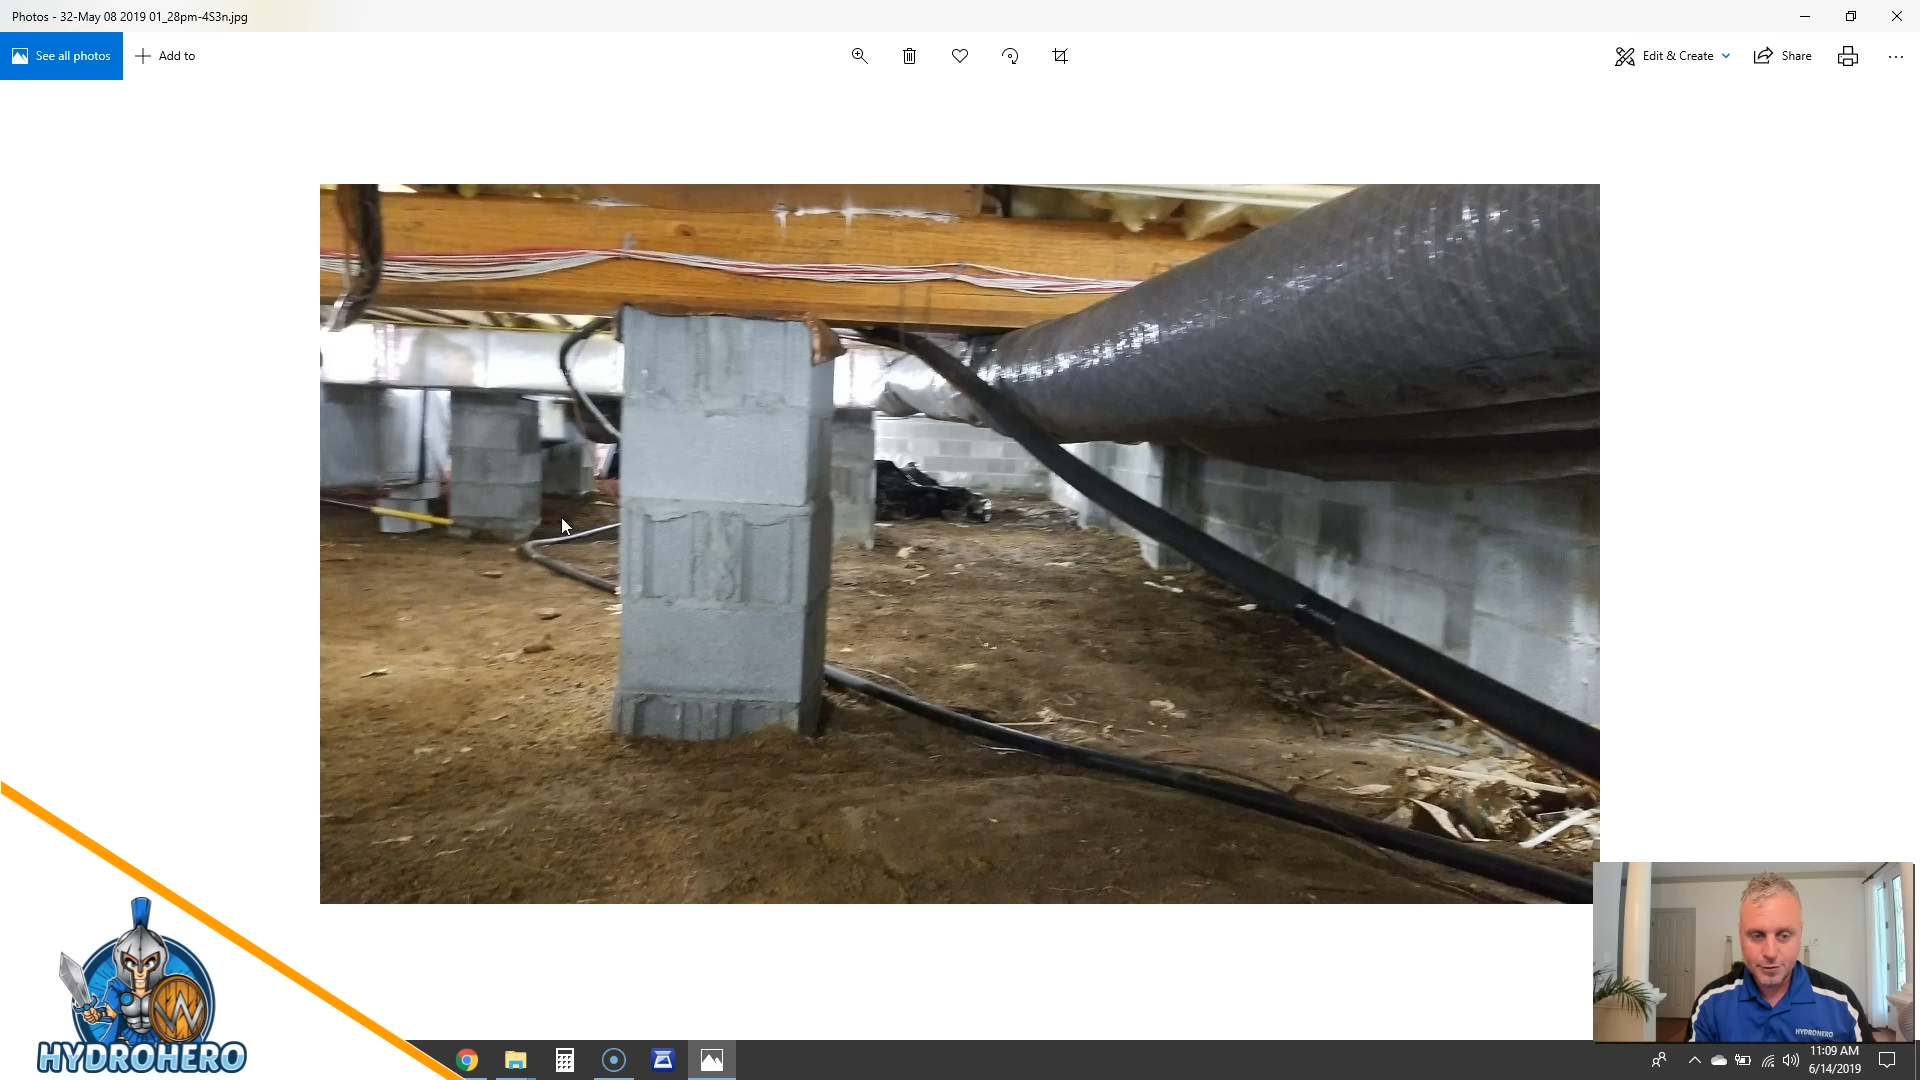 Photos - 32-May 08 2019 01_28pm-4S3n.jpg
See all photos
Add to
Edit & Create
Share
HYDROHERO
HYDROHERO
11:09 AM
6/14/2019